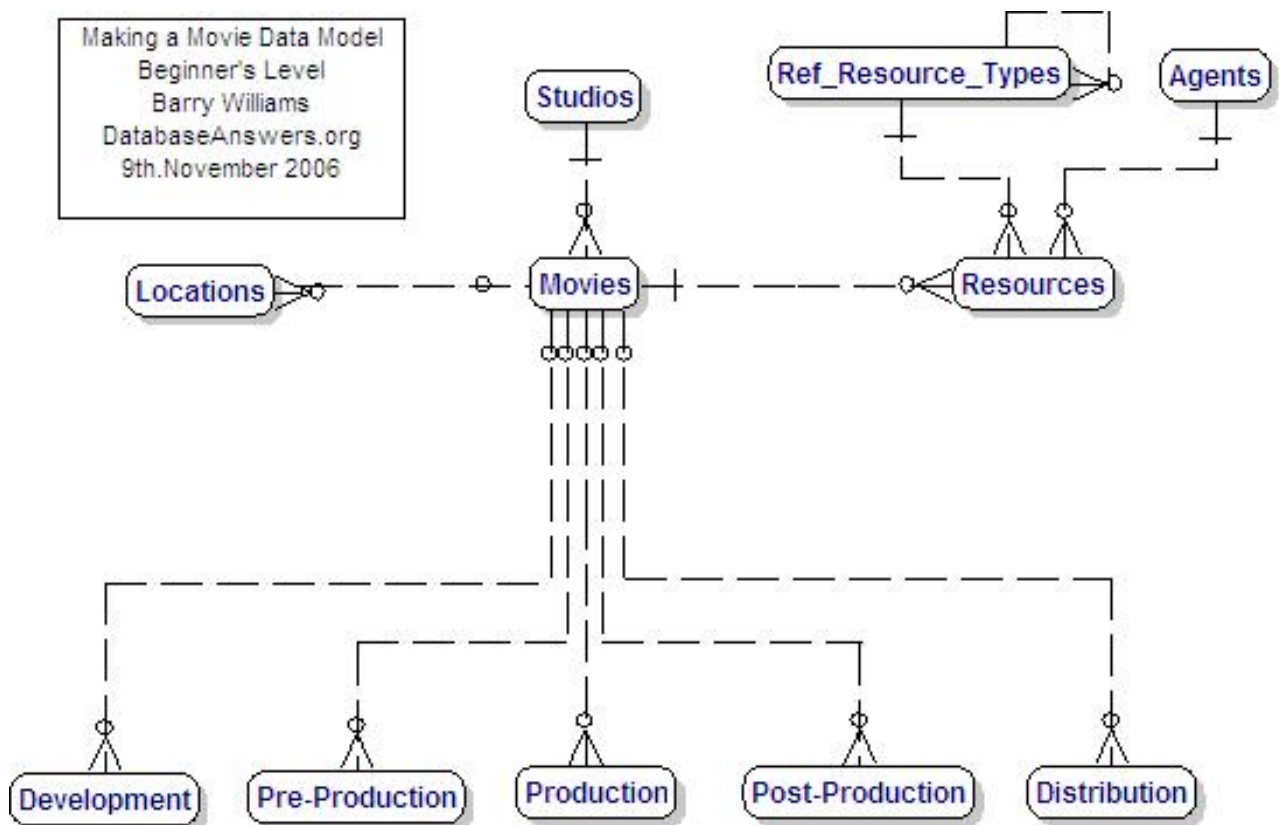 Making a Movie Data Model
Beginner's Level
Barry Williams
DatabaseAnswers.org
9th.November 2006
Studios
Ref_Resource_Types
Agents
Locations
Movies
Resources
Development
Pre-Production
Production
Post-Production
Distribution